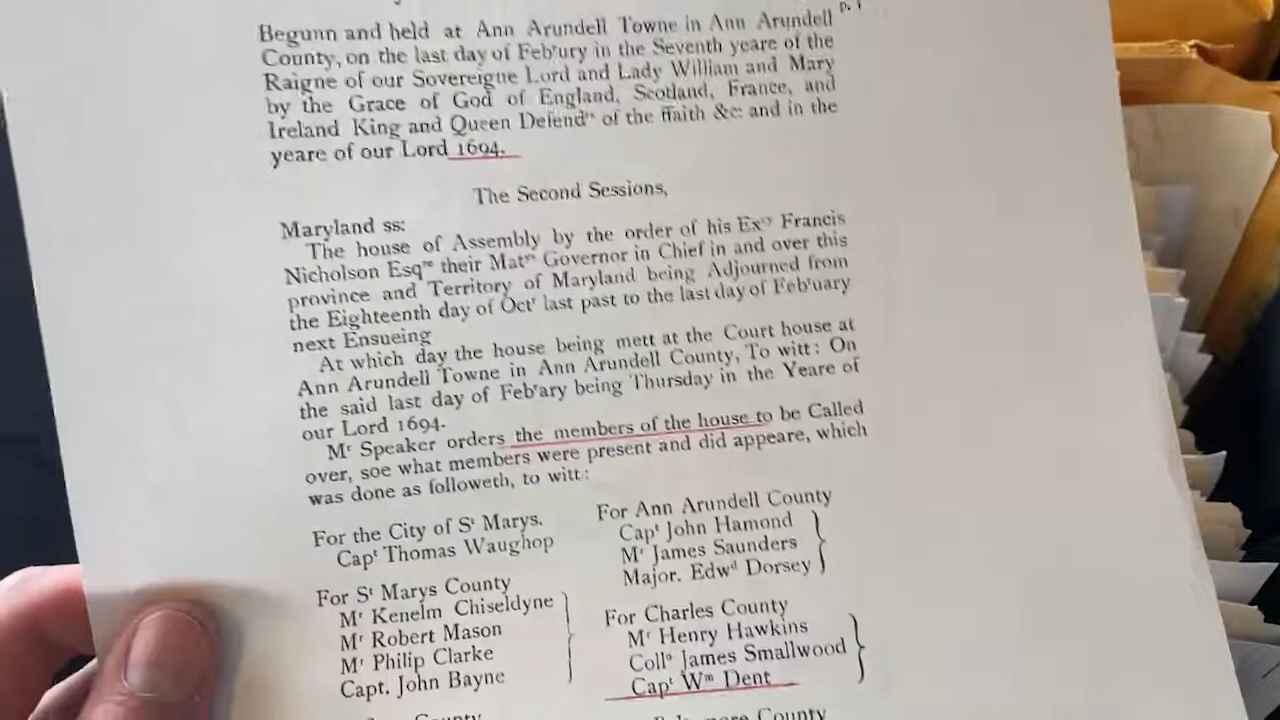 p. 1
Begunn and held at Ann Arundell Towne in Ann Arundell
County, on the last day of Febʳury in the Seventh yeare of the
Raigne of our Sovereigne Lord and Lady William and Mary
by the Grace of God of England, Scotland, France, and
Ireland King and Queen Defendʳˢ of the ffaith &c: and in the
yeare of our Lord 1694.
The Second Sessions,
Maryland ss:
The house of Assembly by the order of his Exᶜʸ Francis
Nicholson Esqʳᵉ their Matᵗᵉˢ Governor in Chief in and over this
province and Territory of Maryland being Adjourned from
the Eighteenth day of Octʳ last past to the last day of Febʳuary
next Ensueing
At which day the house being mett at the Court house at
Ann Arundell Towne in Ann Arundell County, To witt: On
the said last day of Febʳary being Thursday in the Yeare of
our Lord 1694.
Mʳ Speaker orders the members of the house to be Called
over, soe what members were present and did appeare, which
was done as followeth, to witt:
For the City of Sᵗ Marys.
Capᵗ Thomas Waughop
For Sᵗ Marys County
Mʳ Kenelm Chiseldyne
Mʳ Robert Mason
Mʳ Philip Clarke
Capt. John Bayne
For Ann Arundell County
Capᵗ John Hamond
Mʳ James Saunders
Major. Edwᵈ Dorsey
For Charles County
Mʳ Henry Hawkins
Collᵒ James Smallwood
Capᵗ Wᵐ Dent
County
County